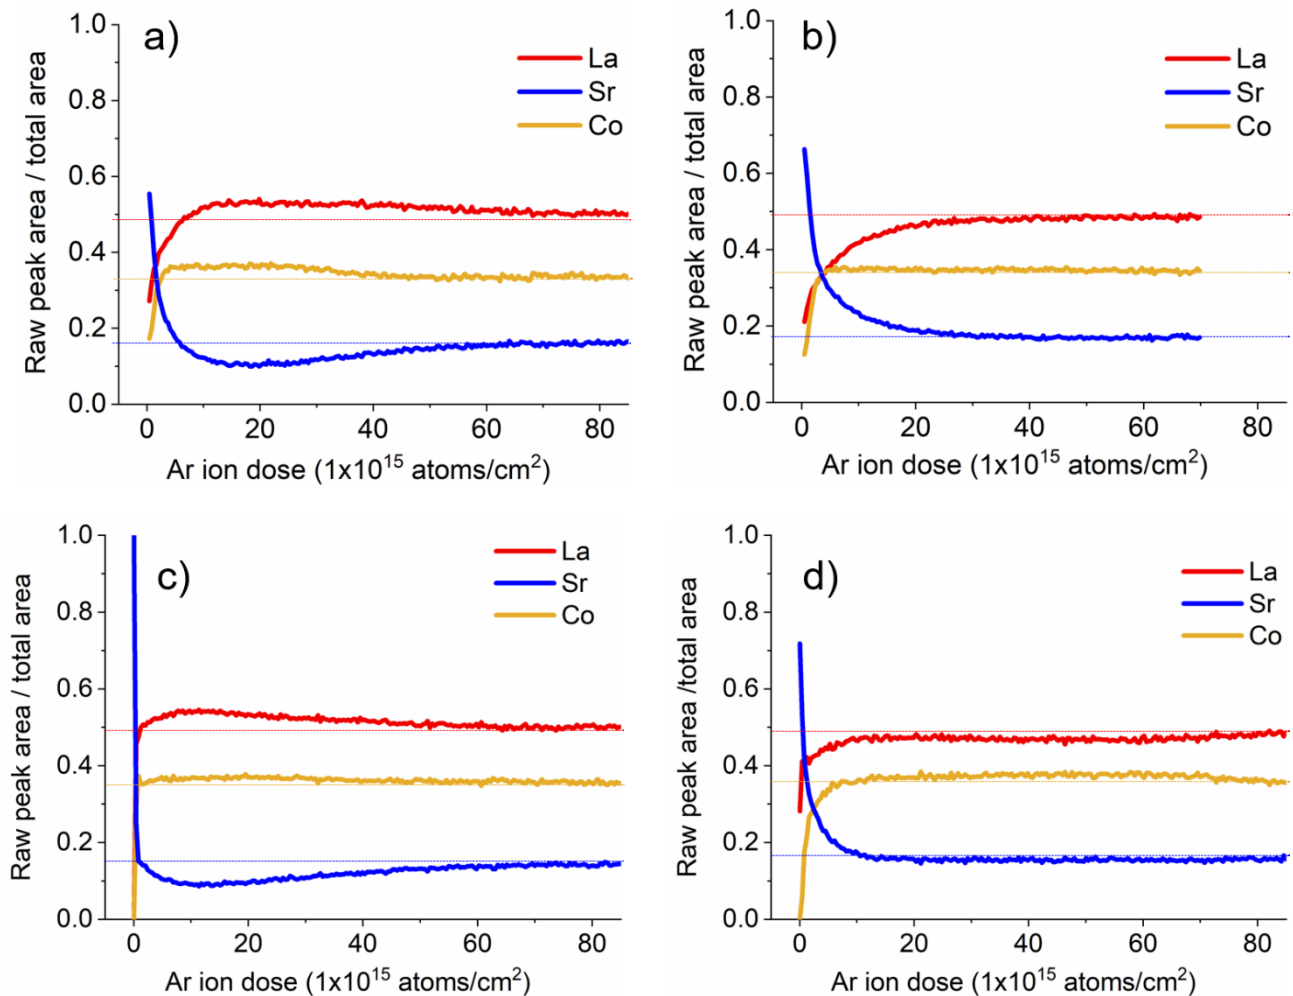 a)
La
Sr
Co
Raw peak area / total area
1.0
0.8
0.6
0.4
0.2
0.0
0 20 40 60 80
Ar ion dose (1x10¹⁵ atoms/cm²)
b)
La
Sr
Co
Raw peak area / total area
1.0
0.8
0.6
0.4
0.2
0.0
0 20 40 60 80
Ar ion dose (1x10¹⁵ atoms/cm²)
c)
La
Sr
Co
Raw peak area / total area
1.0
0.8
0.6
0.4
0.2
0.0
0 20 40 60 80
Ar ion dose (1x10¹⁵ atoms/cm²)
d)
La
Sr
Co
Raw peak area /total area
1.0
0.8
0.6
0.4
0.2
0.0
0 20 40 60 80
Ar ion dose (1x10¹⁵ atoms/cm²)